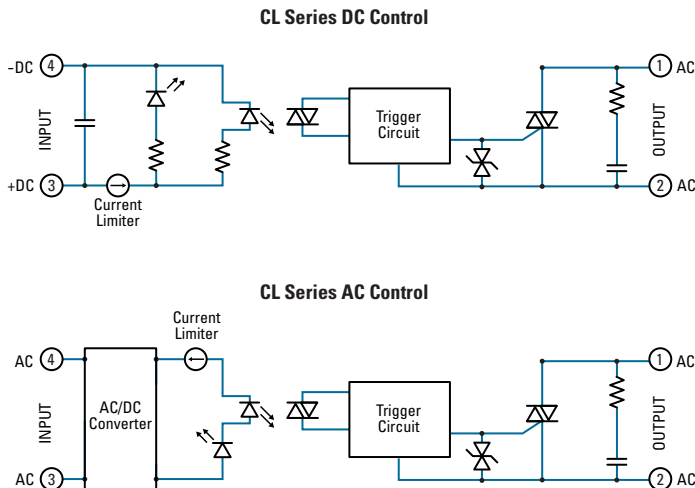 CL Series DC Control
-DC 4
1 AC
INPUT
Trigger
Circuit
OUTPUT
+DC 3
Current
Limiter
2 AC
CL Series AC Control
Current
Limiter
AC 4
1 AC
INPUT
AC/DC
Converter
Trigger
Circuit
OUTPUT
AC 3
2 AC